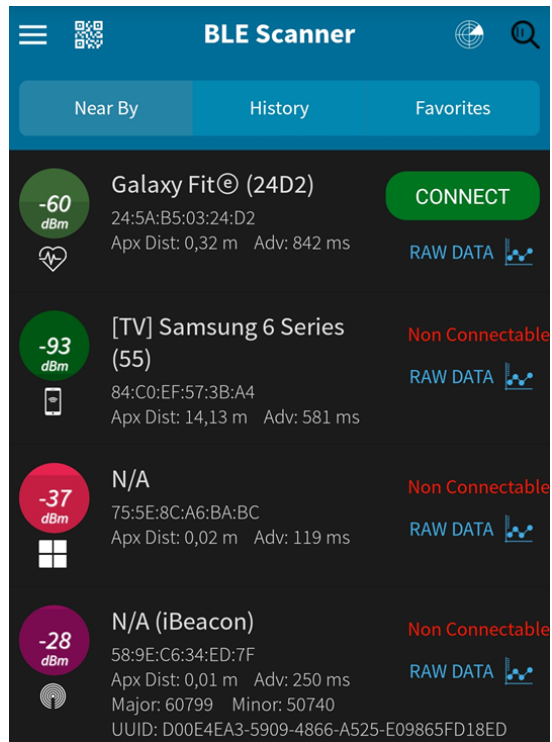 BLE Scanner
Near By History Favorites
-60 dBm
Galaxy Fitⓔ (24D2)
CONNECT
24:5A:B5:03:24:D2
Apx Dist: 0,32 m Adv: 842 ms
RAW DATA
-93 dBm
[TV] Samsung 6 Series
(55)
Non Connectable
84:C0:EF:57:3B:A4
RAW DATA
Apx Dist: 14,13 m Adv: 581 ms
-37 dBm
N/A
Non Connectable
75:5E:8C:A6:BA:BC
Apx Dist: 0,02 m Adv: 119 ms
RAW DATA
-28 dBm
N/A (iBeacon)
Non Connectable
58:9E:C6:34:ED:7F
Apx Dist: 0,01 m Adv: 250 ms
RAW DATA
Major: 60799 Minor: 50740
UUID: D00E4EA3-5909-4866-A525-E09865FD18ED